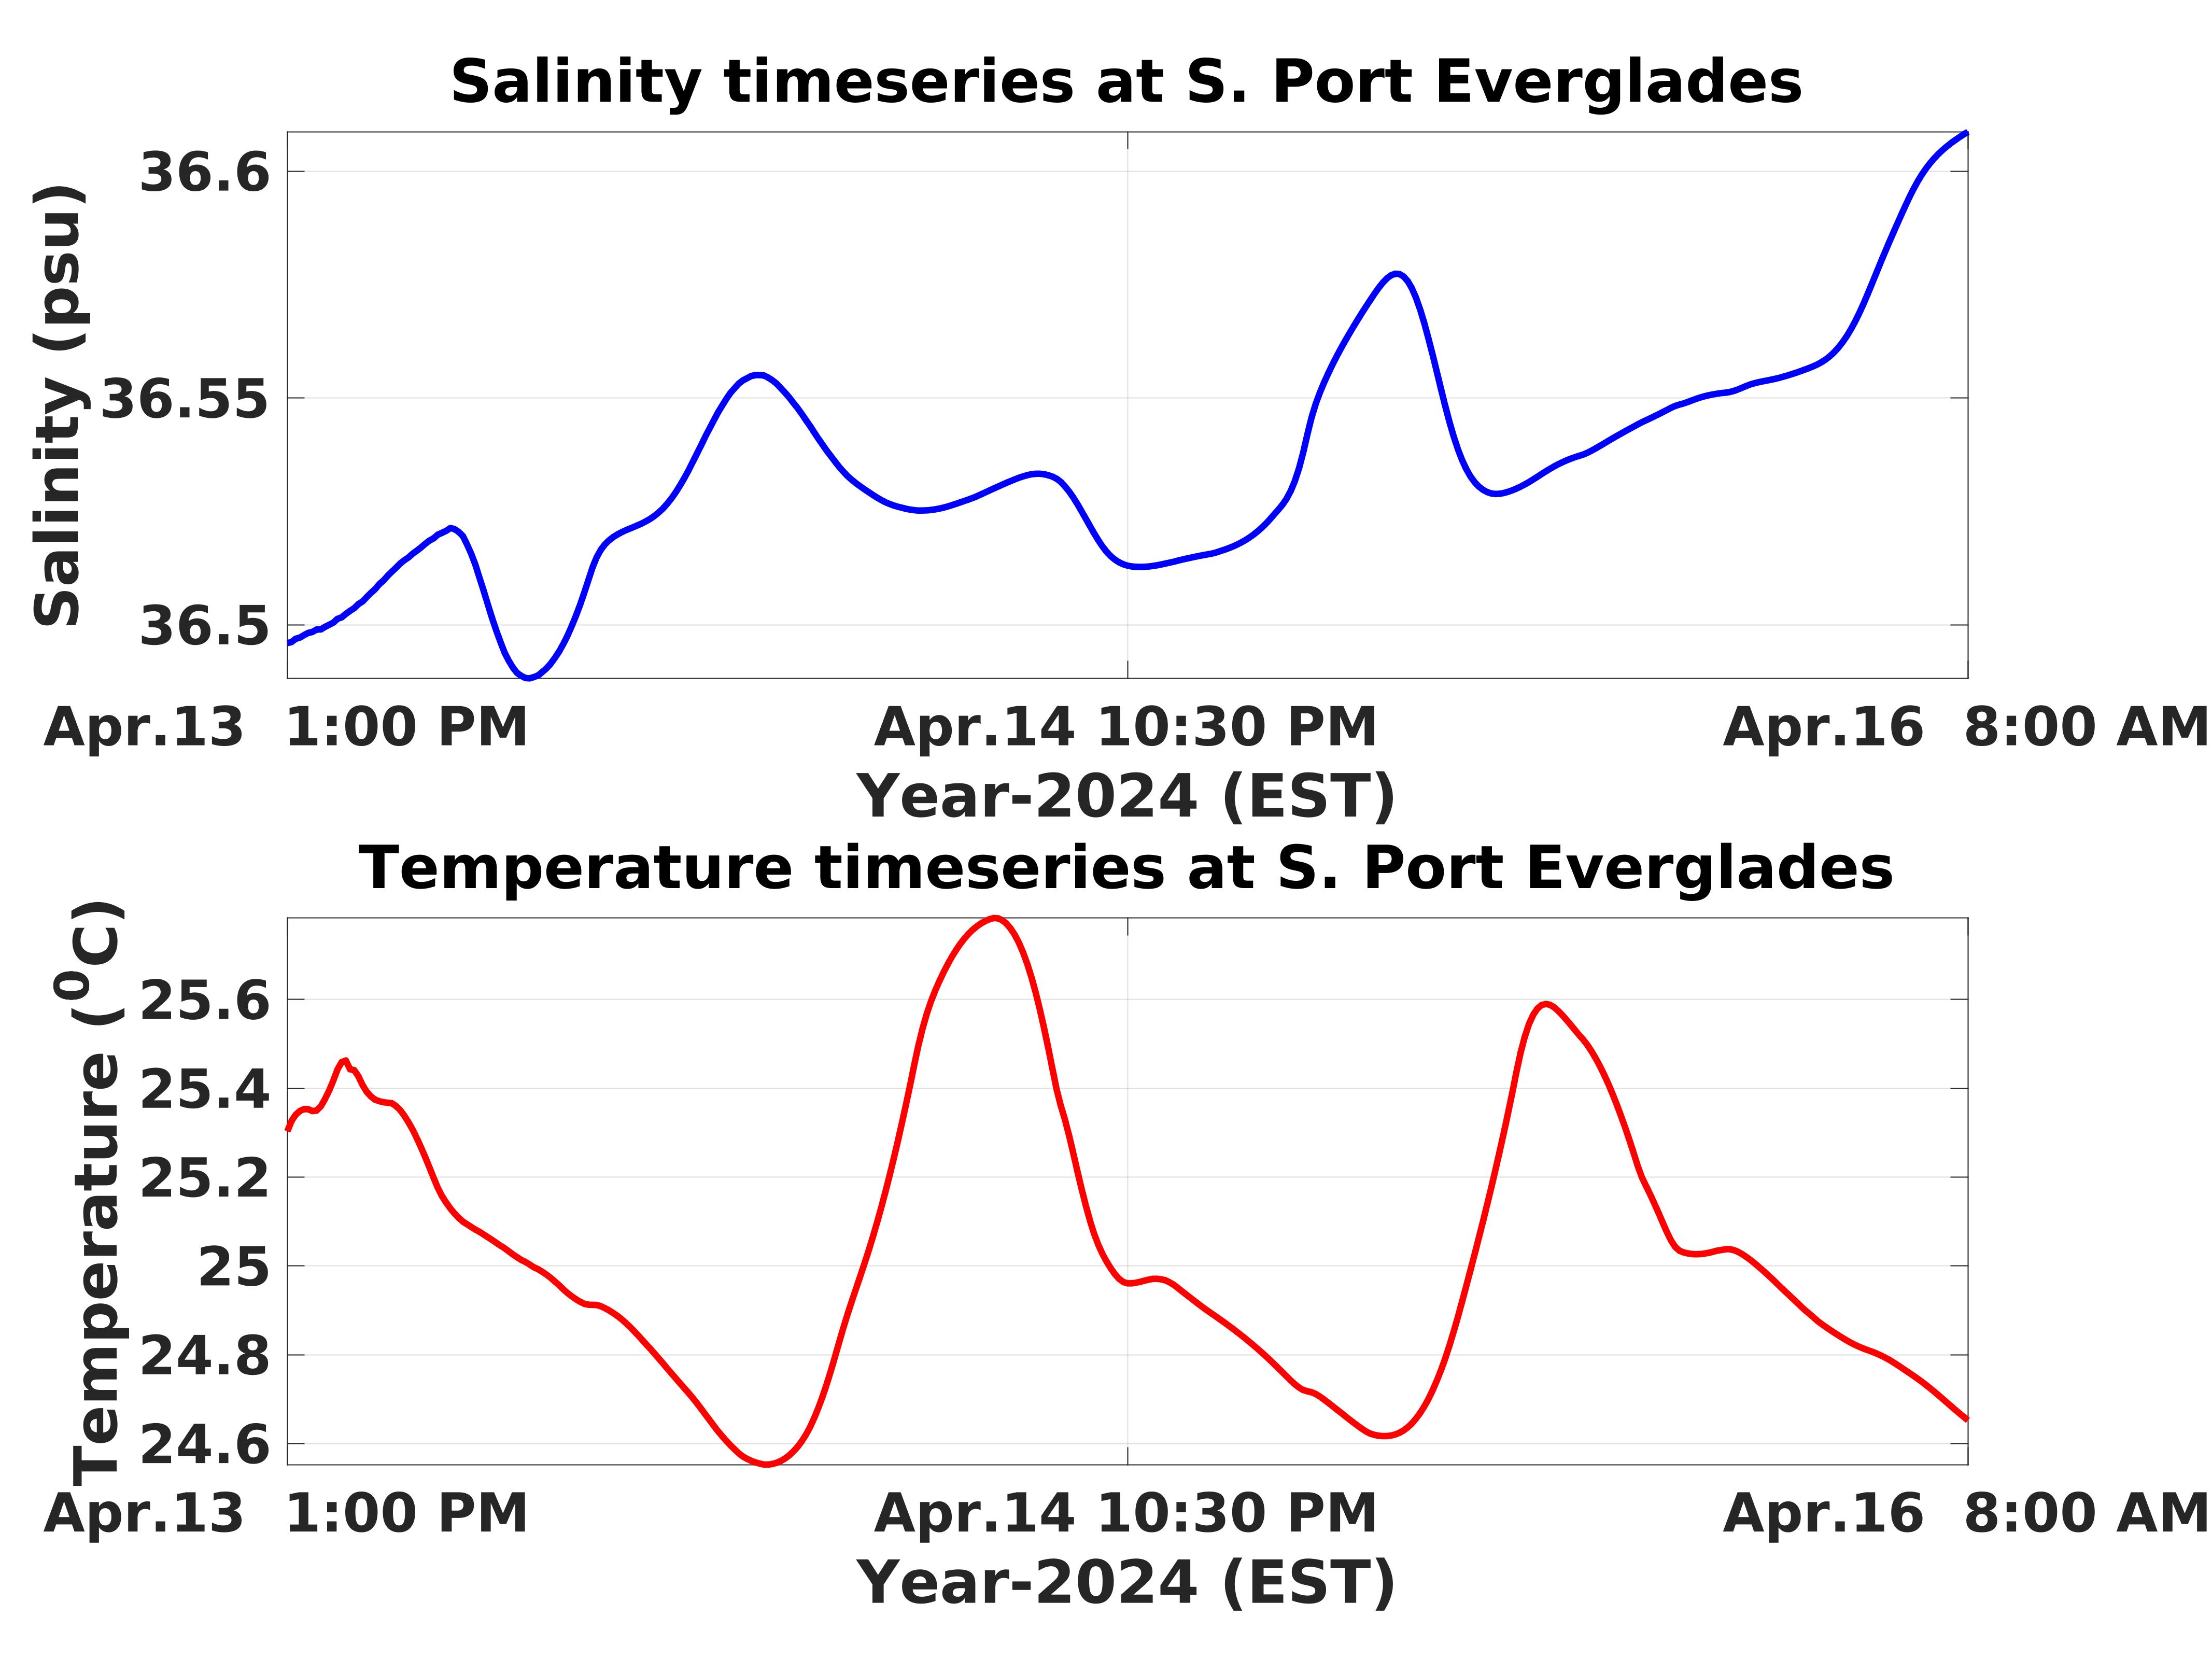 Salinity timeseries at S. Port Everglades
Salinity (psu)
36.6
36.55
36.5
Apr.13  1:00 PM
Apr.14 10:30 PM
Apr.16  8:00 AM
Year-2024 (EST)
Temperature timeseries at S. Port Everglades
Temperature (⁰C)
25.6
25.4
25.2
25
24.8
24.6
Apr.13  1:00 PM
Apr.14 10:30 PM
Apr.16  8:00 AM
Year-2024 (EST)